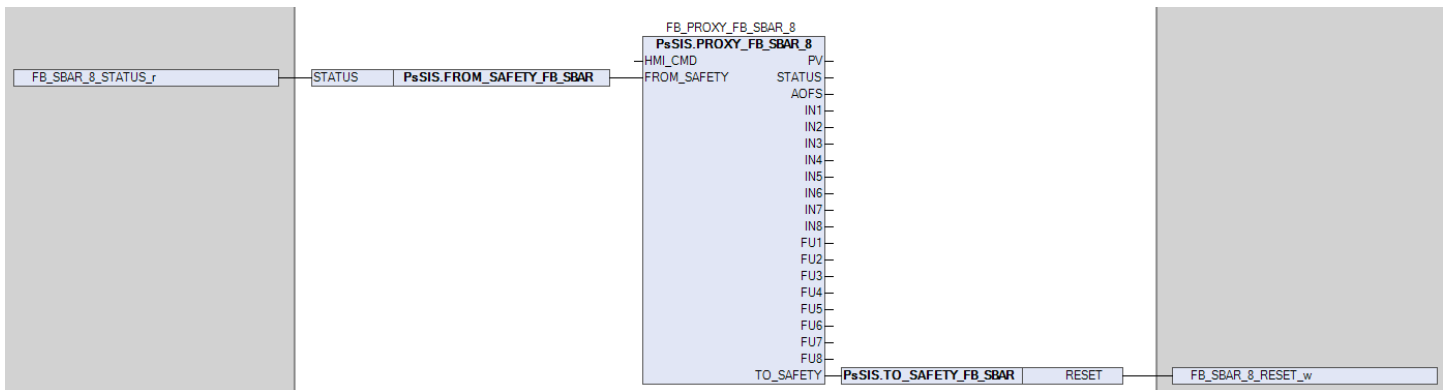 FB_PROXY_FB_SBAR_8
PsSIS.PROXY_FB_SBAR_8
HMI_CMD PV
FB_SBAR_8_STATUS_r STATUS PsSIS.FROM_SAFETY_FB_SBAR FROM_SAFETY STATUS
AOFS
IN1
IN2
IN3
IN4
IN5
IN6
IN7
IN8
FU1
FU2
FU3
FU4
FU5
FU6
FU7
FU8
TO_SAFETY PsSIS.TO_SAFETY_FB_SBAR RESET FB_SBAR_8_RESET_w